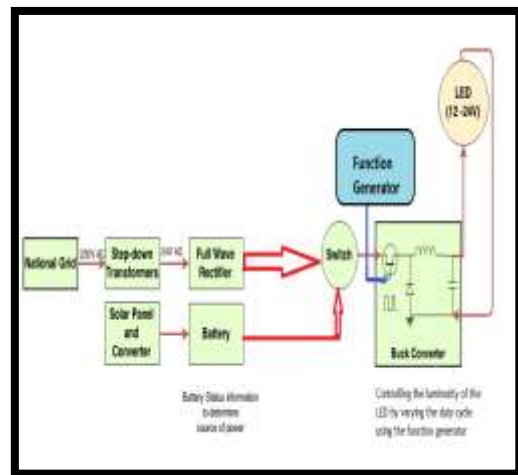 LED
(12 -24V)
Function
Generator
National Grid
Step-down
Transformers
Full Wave
Rectifier
Switch
Solar Panel
and
Converter
Battery
Buck Converter
Battery Status information
to determine
source of power
Controlling the luminosity of the
LED by varying the duty cycle
using the function generator